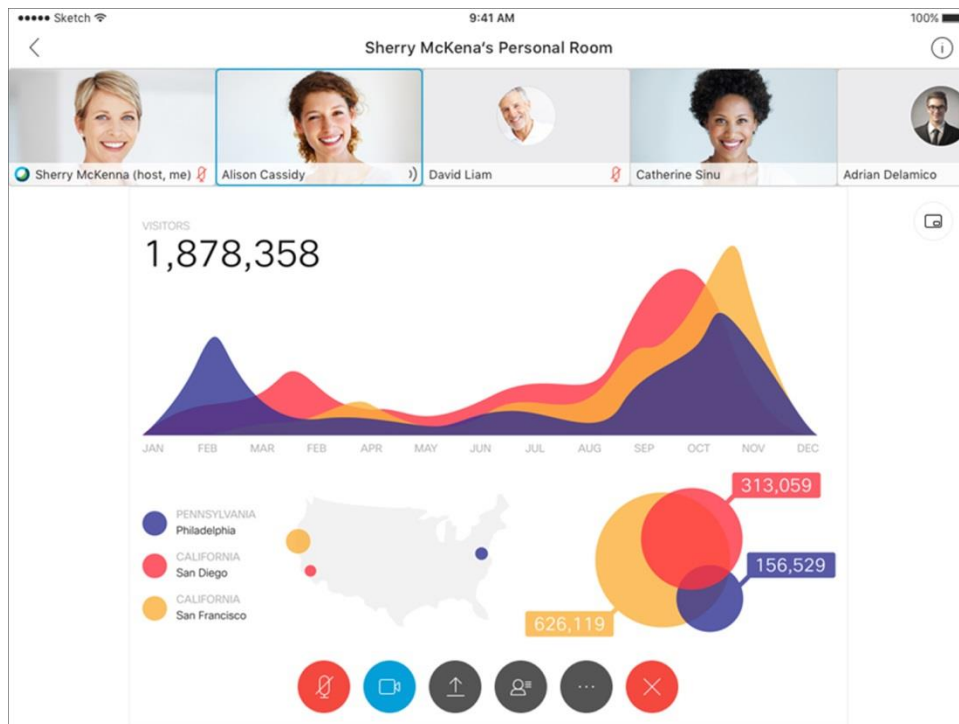 Sketch 9:41 AM 100%
Sherry McKena's Personal Room
Sherry McKenna (host, me) Alison Cassidy David Liam Catherine Sinu Adrian Delamico
VISITORS
1,878,358
JAN FEB MAR FEB APR MAY JUN JUL AUG SEP OCT NOV DEC
313,059
PENNSYLVANIA
Philadelphia
CALIFORNIA
San Diego
156,529
CALIFORNIA
San Francisco
626,119